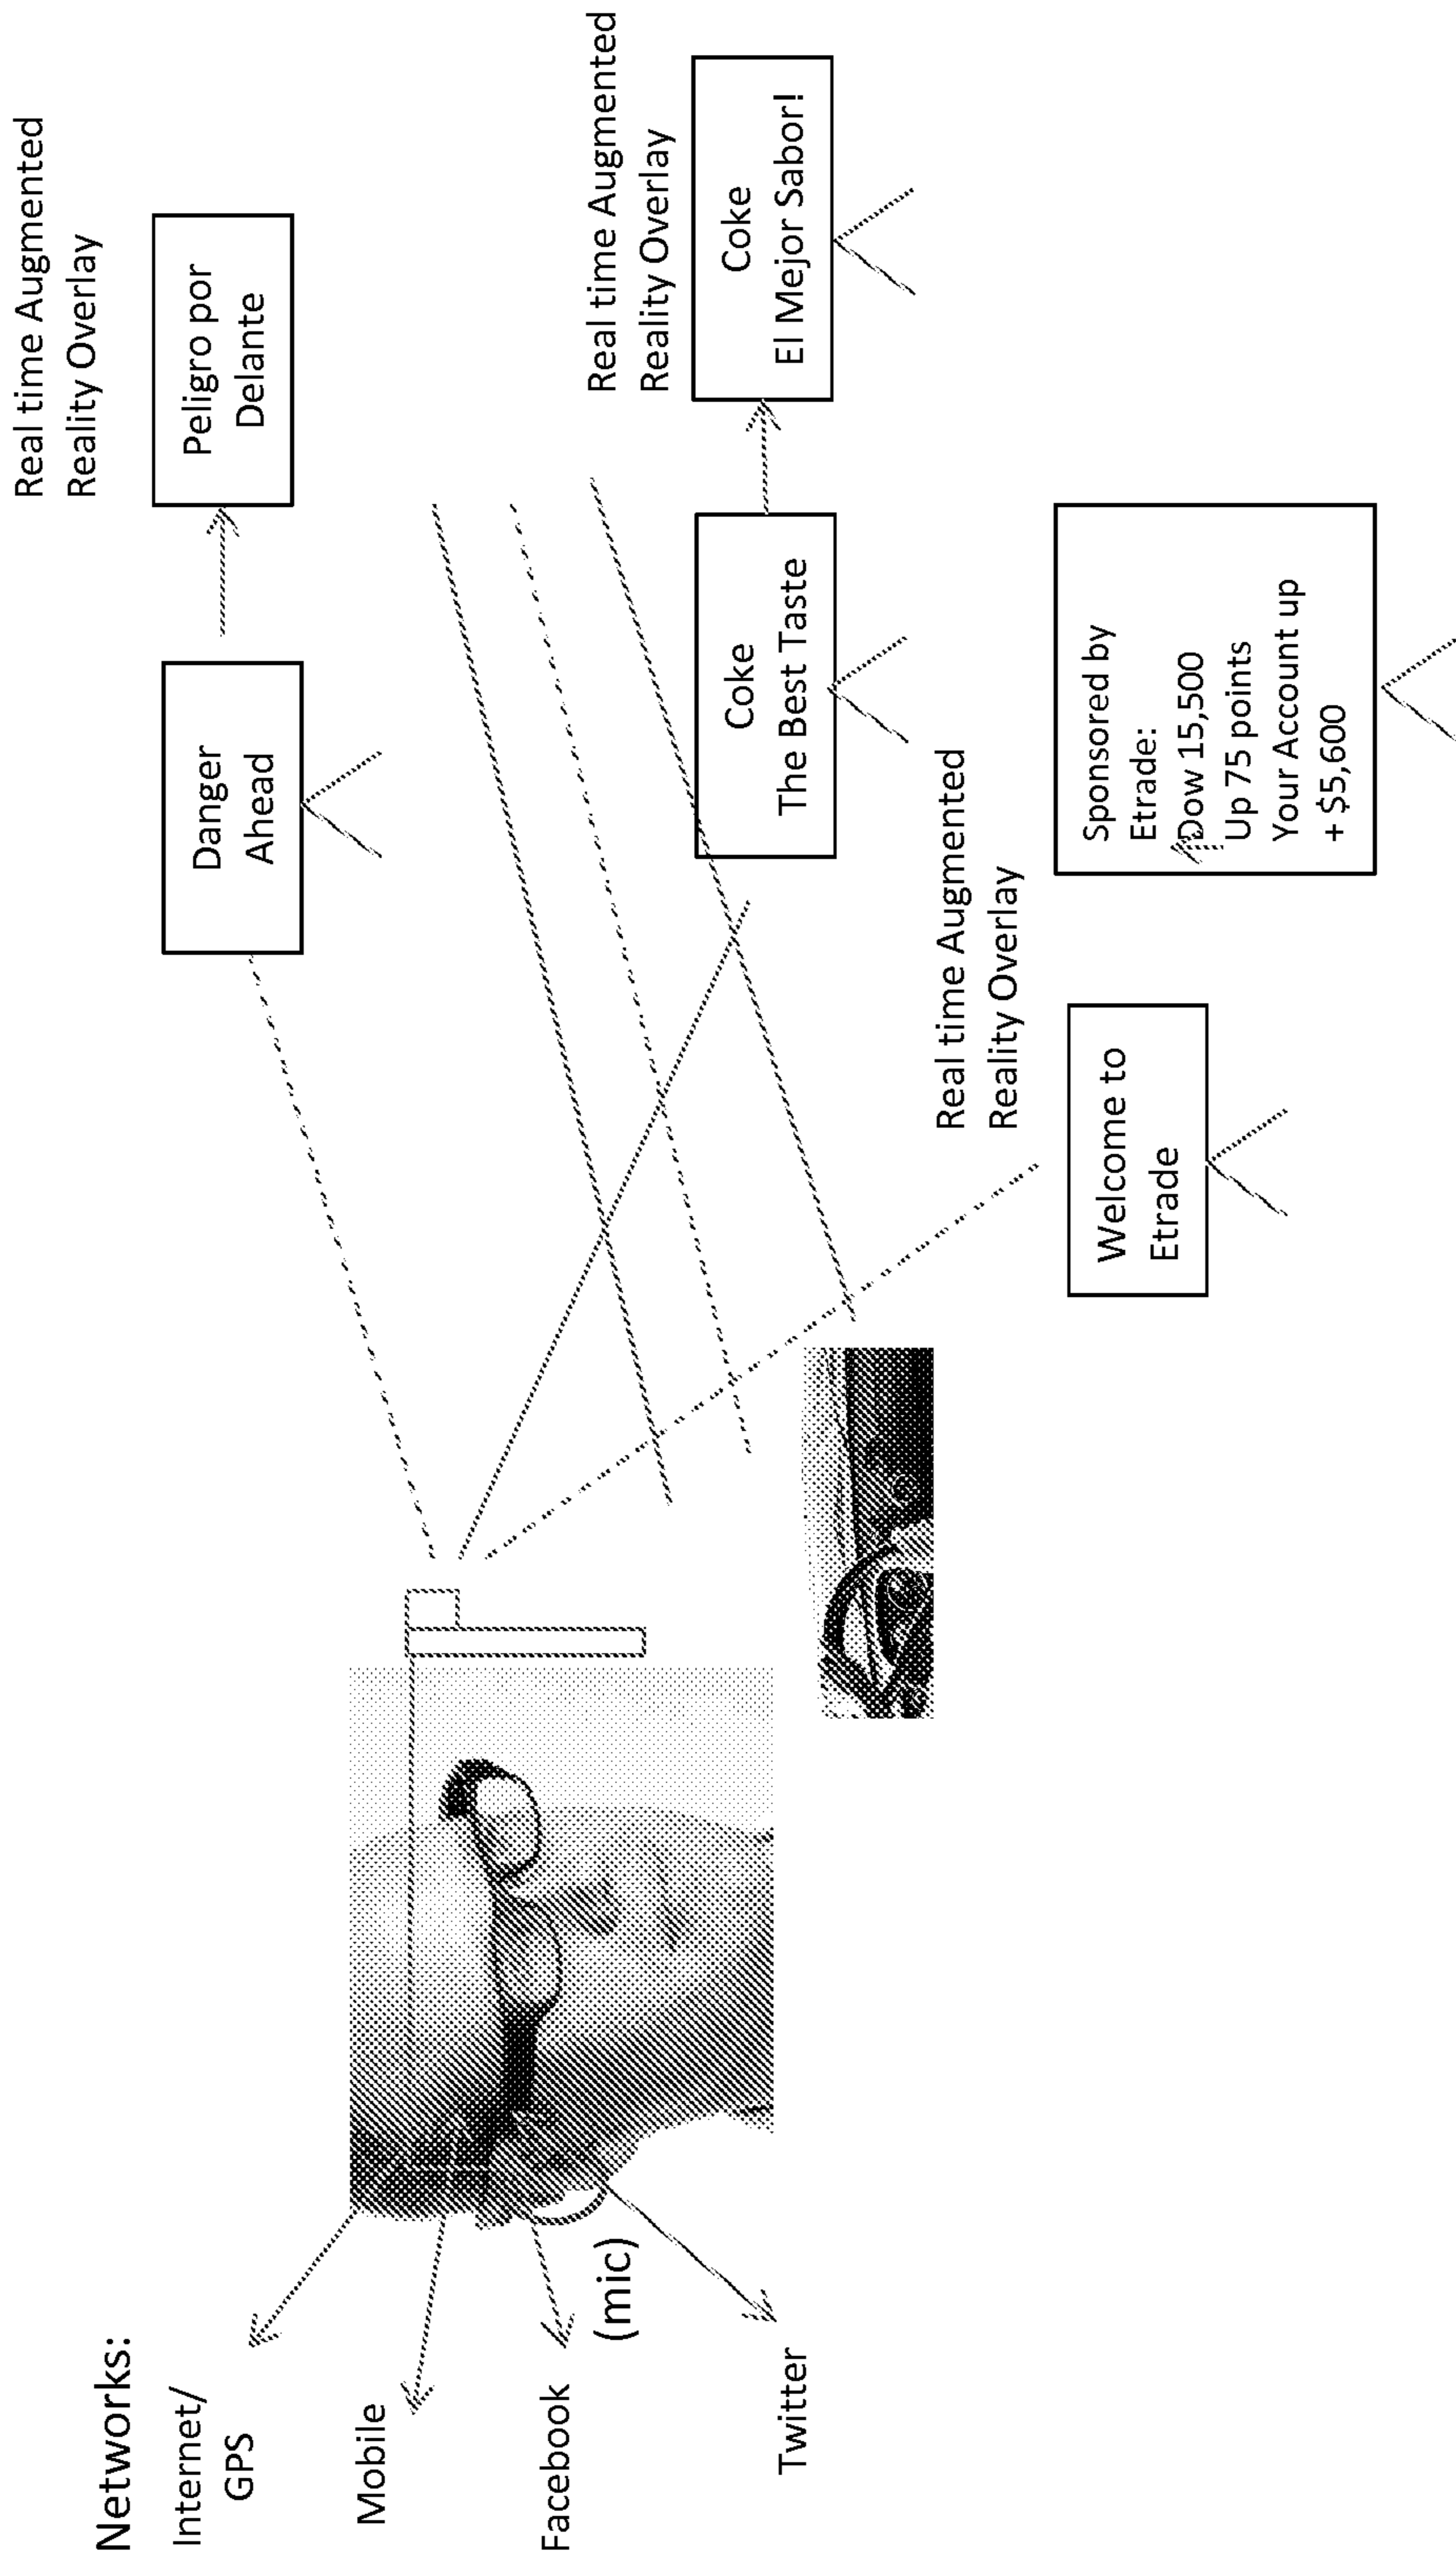 Networks:
Internet/
GPS
Mobile
Facebook
(mic)
Twitter
Danger
Ahead
Real time Augmented
Reality Overlay
Peligro por
Delante
Coke
The Best Taste
Real time Augmented
Reality Overlay
Coke
El Mejor Sabor!
Welcome to
Etrade
Real time Augmented
Reality Overlay
Sponsored by
Etrade:
Dow 15,500
Up 75 points
Your Account up
+ $5,600